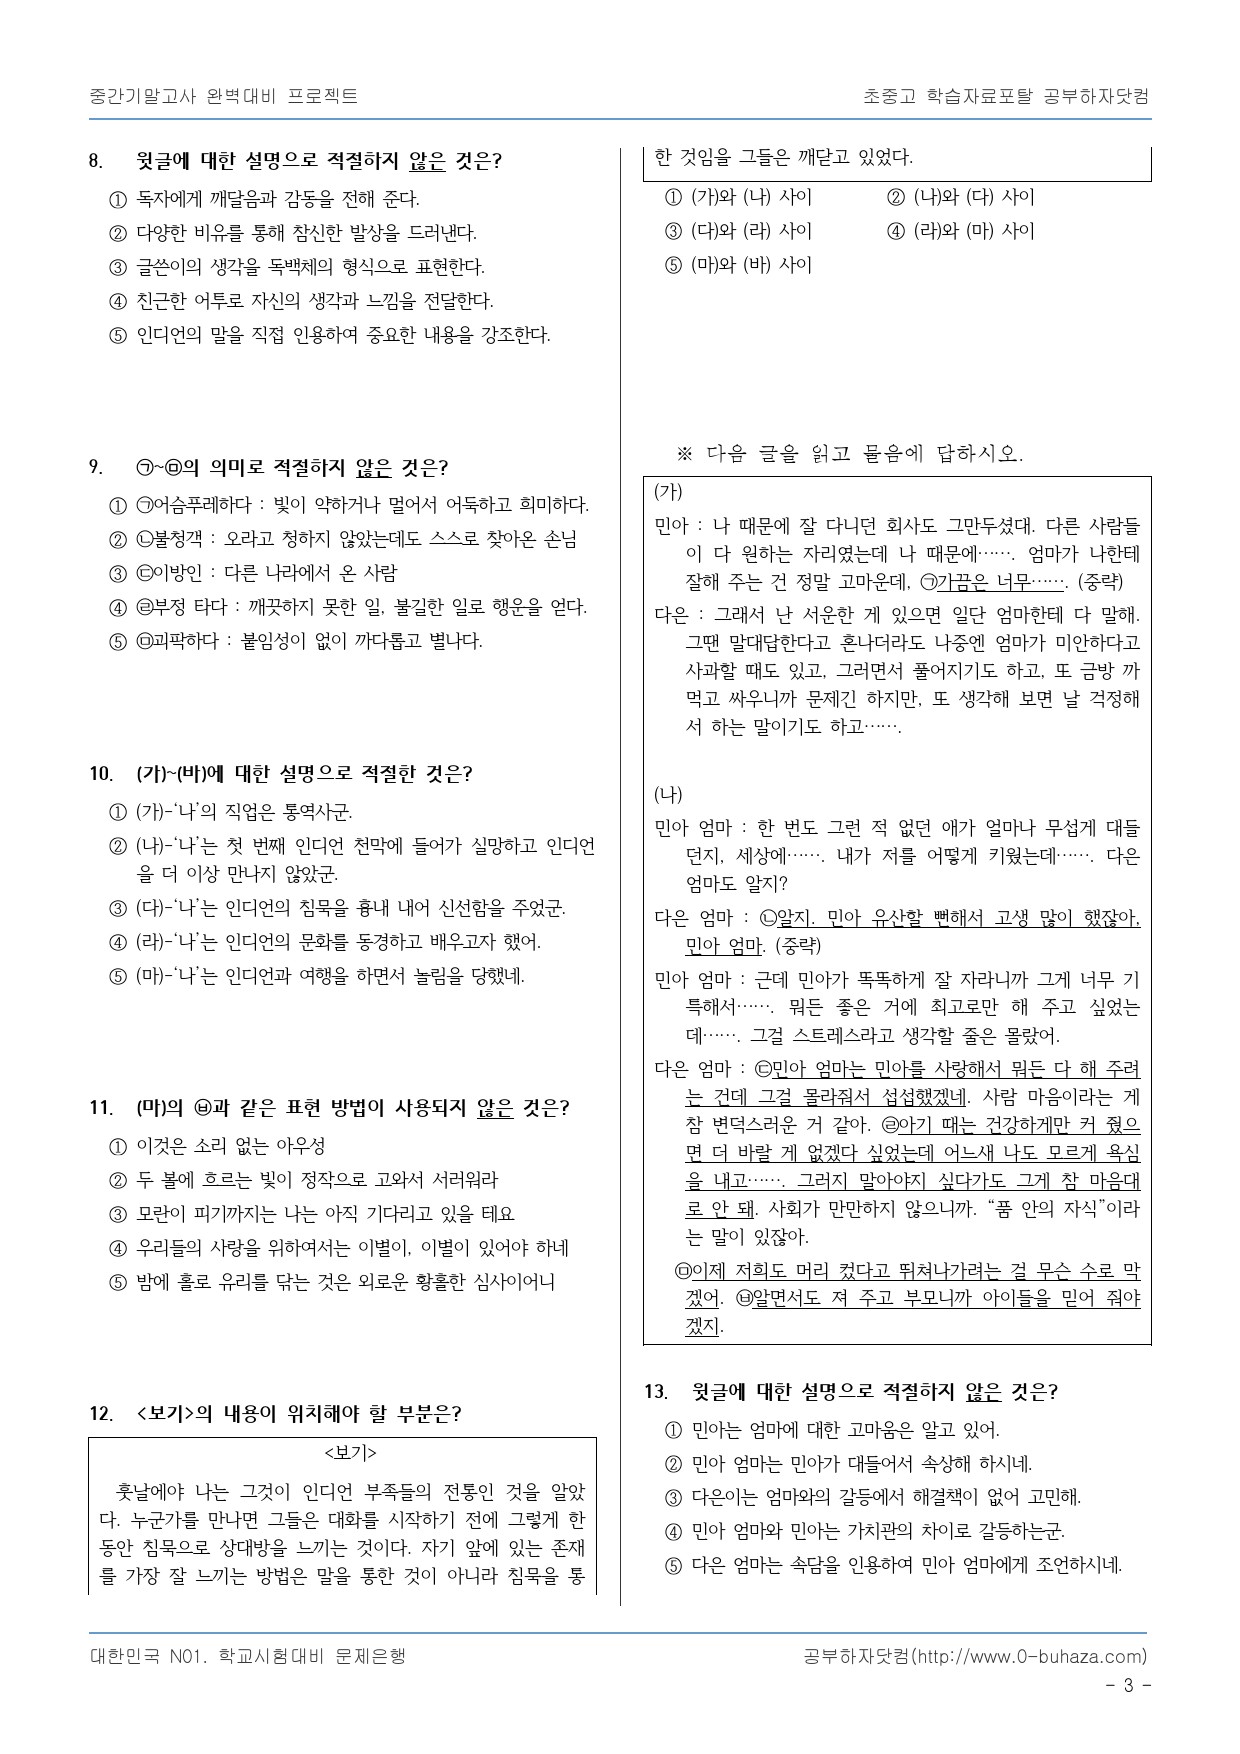 중간기말고사 완벽대비 프로젝트
초중고 학습자료포탈 공부하자닷컴
8. 윗글에 대한 설명으로 적절하지 않은 것은?
① 독자에게 깨달음과 감동을 전해 준다.
② 다양한 비유를 통해 참신한 발상을 드러낸다.
③ 글쓴이의 생각을 독백체의 형식으로 표현한다.
④ 친근한 어투로 자신의 생각과 느낌을 전달한다.
⑤ 인디언의 말을 직접 인용하여 중요한 내용을 강조한다.
9. ㉠~㉤의 의미로 적절하지 않은 것은?
① ㉠어슴푸레하다 : 빛이 약하거나 멀어서 어둑하고 희미하다.
② ㉡불청객 : 오라고 청하지 않았는데도 스스로 찾아온 손님
③ ㉢이방인 : 다른 나라에서 온 사람
④ ㉣부정 타다 : 깨끗하지 못한 일, 불길한 일로 행운을 얻다.
⑤ ㉤괴팍하다 : 붙임성이 없이 까다롭고 별나다.
10. (가)~(바)에 대한 설명으로 적절한 것은?
① (가)-‘나’의 직업은 통역사군.
② (나)-‘나’는 첫 번째 인디언 천막에 들어가 실망하고 인디언
을 더 이상 만나지 않았군.
③ (다)-‘나’는 인디언의 침묵을 흉내 내어 신선함을 주었군.
④ (라)-‘나’는 인디언의 문화를 동경하고 배우고자 했어.
⑤ (마)-‘나’는 인디언과 여행을 하면서 놀림을 당했네.
11. (마)의 ㉥과 같은 표현 방법이 사용되지 않은 것은?
① 이것은 소리 없는 아우성
② 두 볼에 흐르는 빛이 정작으로 고와서 서러워라
③ 모란이 피기까지는 나는 아직 기다리고 있을 테요
④ 우리들의 사랑을 위하여서는 이별이, 이별이 있어야 하네
⑤ 밤에 홀로 유리를 닦는 것은 외로운 황홀한 심사이어니
12. <보기>의 내용이 위치해야 할 부분은?
<보기>
훗날에야 나는 그것이 인디언 부족들의 전통인 것을 알았
다. 누군가를 만나면 그들은 대화를 시작하기 전에 그렇게 한
동안 침묵으로 상대방을 느끼는 것이다. 자기 앞에 있는 존재
를 가장 잘 느끼는 방법은 말을 통한 것이 아니라 침묵을 통
한 것임을 그들은 깨닫고 있었다.
① (가)와 (나) 사이 ② (나)와 (다) 사이
③ (다)와 (라) 사이 ④ (라)와 (마) 사이
⑤ (마)와 (바) 사이
※ 다음 글을 읽고 물음에 답하시오.
(가)
민아 : 나 때문에 잘 다니던 회사도 그만두셨대. 다른 사람들
이 다 원하는 자리였는데 나 때문에……. 엄마가 나한테
잘해 주는 건 정말 고마운데, ㉠가끔은 너무……. (중략)
다은 : 그래서 난 서운한 게 있으면 일단 엄마한테 다 말해.
그땐 말대답한다고 혼나더라도 나중엔 엄마가 미안하다고
사과할 때도 있고, 그러면서 풀어지기도 하고, 또 금방 까
먹고 싸우니까 문제긴 하지만, 또 생각해 보면 날 걱정해
서 하는 말이기도 하고…….
(나)
민아 엄마 : 한 번도 그런 적 없던 애가 얼마나 무섭게 대들
던지, 세상에……. 내가 저를 어떻게 키웠는데……. 다은
엄마도 알지?
다은 엄마 : ㉡알지. 민아 유산할 뻔해서 고생 많이 했잖아,
민아 엄마. (중략)
민아 엄마 : 근데 민아가 똑똑하게 잘 자라니까 그게 너무 기
특해서……. 뭐든 좋은 거에 최고로만 해 주고 싶었는
데……. 그걸 스트레스라고 생각할 줄은 몰랐어.
다은 엄마 : ㉢민아 엄마는 민아를 사랑해서 뭐든 다 해 주려
는 건데 그걸 몰라줘서 섭섭했겠네. 사람 마음이라는 게
참 변덕스러운 거 같아. ㉣아기 때는 건강하게만 커 줬으
면 더 바랄 게 없겠다 싶었는데 어느새 나도 모르게 욕심
을 내고……. 그러지 말아야지 싶다가도 그게 참 마음대
로 안 돼. 사회가 만만하지 않으니까. “품 안의 자식”이라
는 말이 있잖아.
㉤이제 저희도 머리 컸다고 뛰쳐나가려는 걸 무슨 수로 막
겠어. ㉥알면서도 져 주고 부모니까 아이들을 믿어 줘야
겠지.
13. 윗글에 대한 설명으로 적절하지 않은 것은?
① 민아는 엄마에 대한 고마움은 알고 있어.
② 민아 엄마는 민아가 대들어서 속상해 하시네.
③ 다은이는 엄마와의 갈등에서 해결책이 없어 고민해.
④ 민아 엄마와 민아는 가치관의 차이로 갈등하는군.
⑤ 다은 엄마는 속담을 인용하여 민아 엄마에게 조언하시네.
대한민국 N01. 학교시험대비 문제은행
공부하자닷컴(http://www.0-buhaza.com)
- 3 -